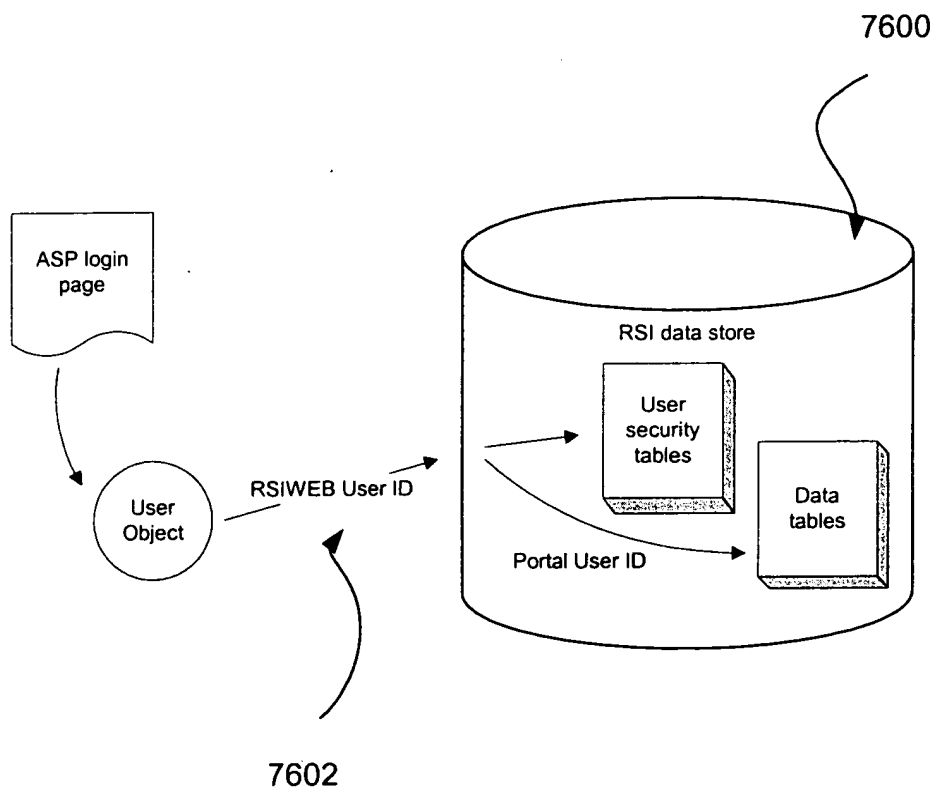 7600
ASP login
page
RSI data store
User
security
tables
RSIWEB User ID
User
Object
Data
tables
Portal User ID
7602